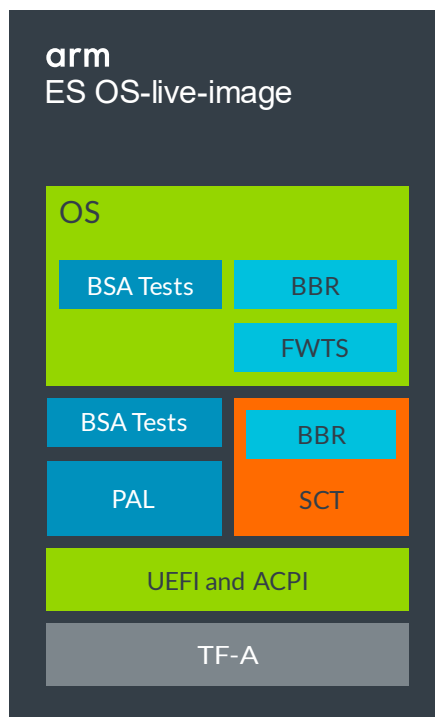 arm
ES OS-live-image
OS
BSA Tests
BBR
FWTS
BSA Tests
BBR
PAL
SCT
UEFI and ACPI
TF-A